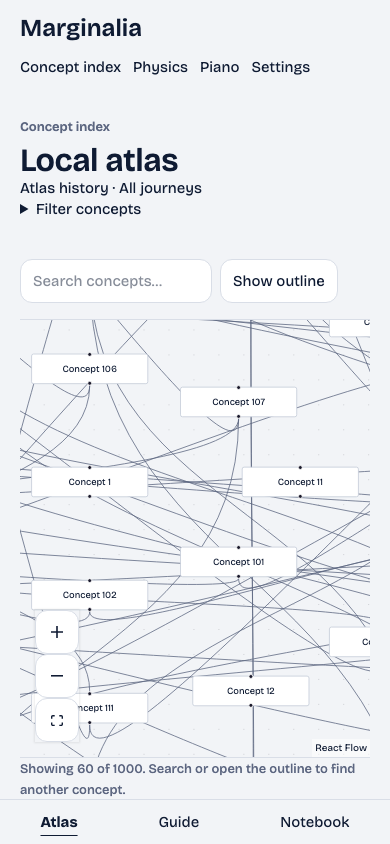 Marginalia
Concept index Physics Piano Settings
Concept index
Local atlas
Atlas history · All journeys
Filter concepts
Search concepts...
Show outline
Concept 106
Concept 107
Concept 1
Concept 11
Concept 101
Concept 102
Concept 12
React Flow
Showing 60 of 1000. Search or open the outline to find
another concept.
Atlas Guide Notebook